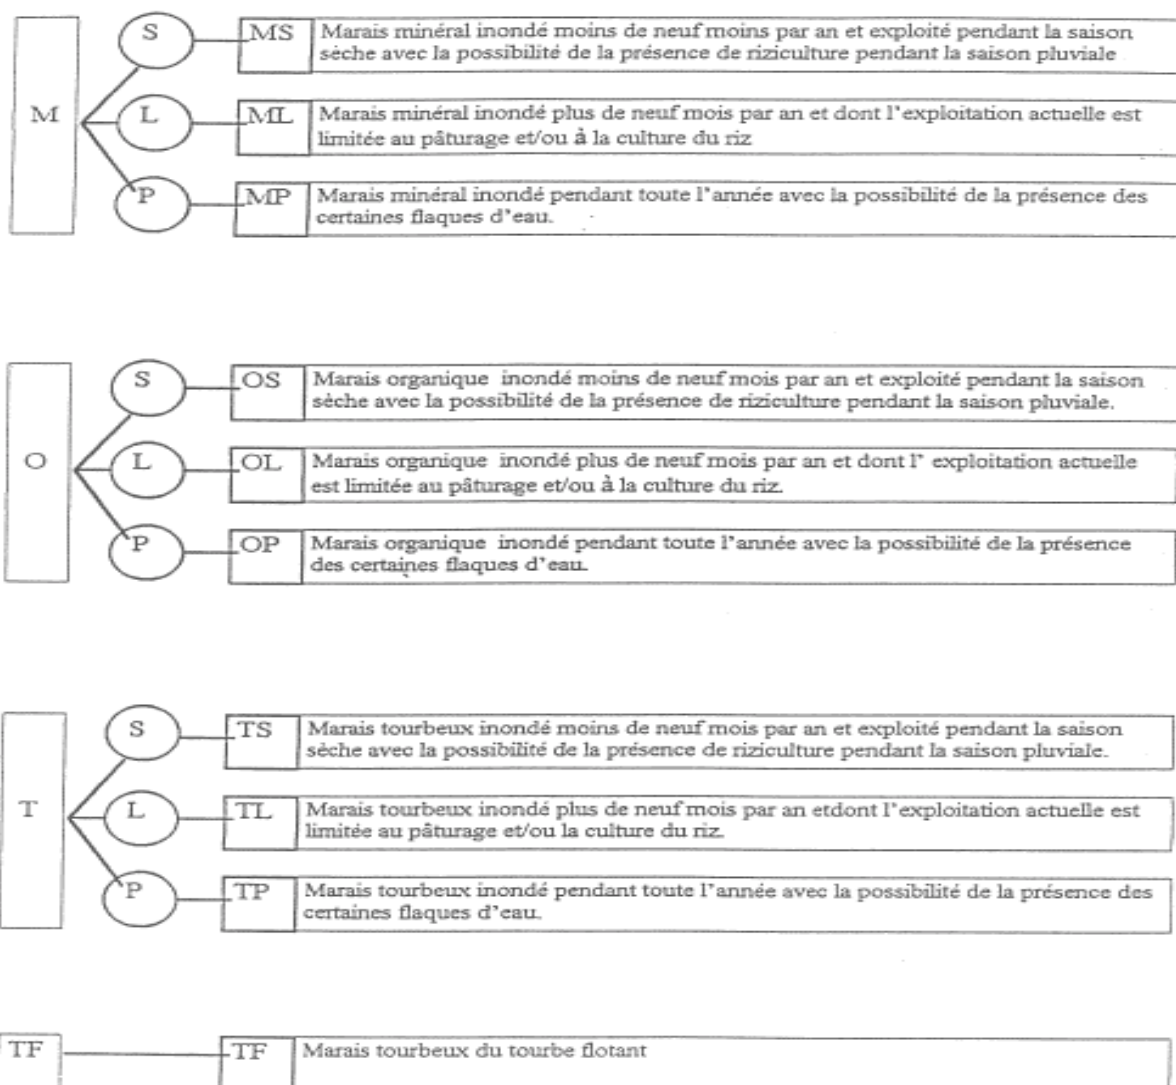 S
MS
Marais minéral inondé moins de neuf moins par an et exploité pendant la saison
sèche avec la possibilité de la présence de riziculture pendant la saison pluviale
M
L
ML
Marais minéral inondé plus de neuf mois par an et dont l'exploitation actuelle est
limitée au pâturage et/ou à la culture du riz
P
MP
Marais minéral inondé pendant toute l'année avec la possibilité de la présence des
certaines flaques d'eau.
S
OS
Marais organique inondé moins de neuf mois par an et exploité pendant la saison
sèche avec la possibilité de la présence de riziculture pendant la saison pluviale.
O
L
OL
Marais organique inondé plus de neuf mois par an et dont l' exploitation actuelle
est limitée au pâturage et/ou à la culture du riz.
P
OP
Marais organique inondé pendant toute l'année avec la possibilité de la présence
des certaines flaques d'eau.
S
TS
Marais tourbeux inondé moins de neuf mois par an et exploité pendant la saison
sèche avec la possibilité de la présence de riziculture pendant la saison pluviale.
T
L
TL
Marais tourbeux inondé plus de neuf mois par an etdont l'exploitation actuelle est
limitée au pâturage et/ou la culture du riz.
P
TP
Marais tourbeux inondé pendant toute l'année avec la possibilité de la présence des
certaines flaques d'eau.
TF
TF
Marais tourbeux du tourbe flotant